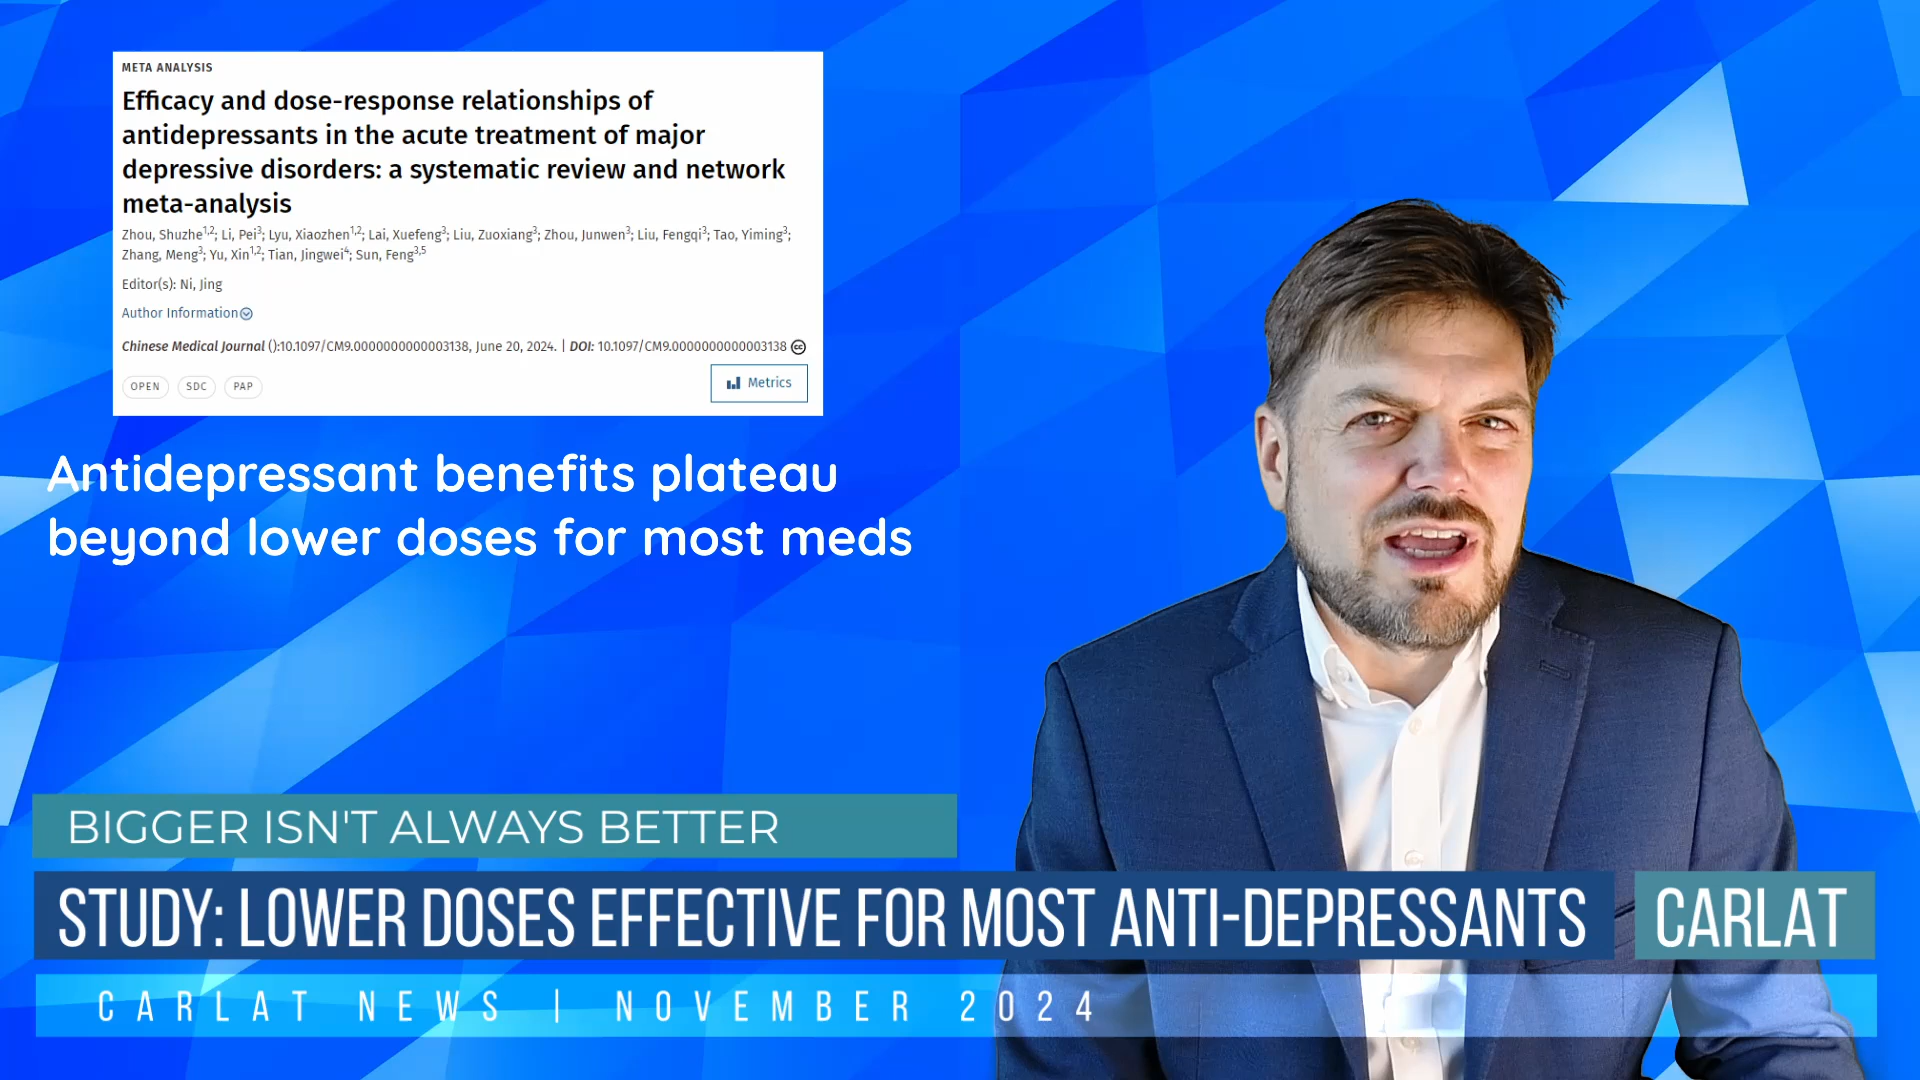 META ANALYSIS
Efficacy and dose-response relationships of
antidepressants in the acute treatment of major
depressive disorders: a systematic review and network
meta-analysis
Zhou, Shuzhe1,2; Li, Pei3; Lyu, Xiaozhen1,2; Lai, Xuefeng3; Liu, Zuoxiang3; Zhou, Junwen3; Liu, Fengqi3; Tao, Yiming3;
Zhang, Meng3; Yu, Xin1,2; Tian, Jingwei4; Sun, Feng3,5
Editor(s): Ni, Jing
Author Information
Chinese Medical Journal ():10.1097/CM9.0000000000003138, June 20, 2024. | DOI: 10.1097/CM9.0000000000003138 cc
OPEN SDC PAP
Metrics
Antidepressant benefits plateau
beyond lower doses for most meds
BIGGER ISN'T ALWAYS BETTER
STUDY: LOWER DOSES EFFECTIVE FOR MOST ANTI-DEPRESSANTS
CARLAT
CARLAT NEWS | NOVEMBER 2024